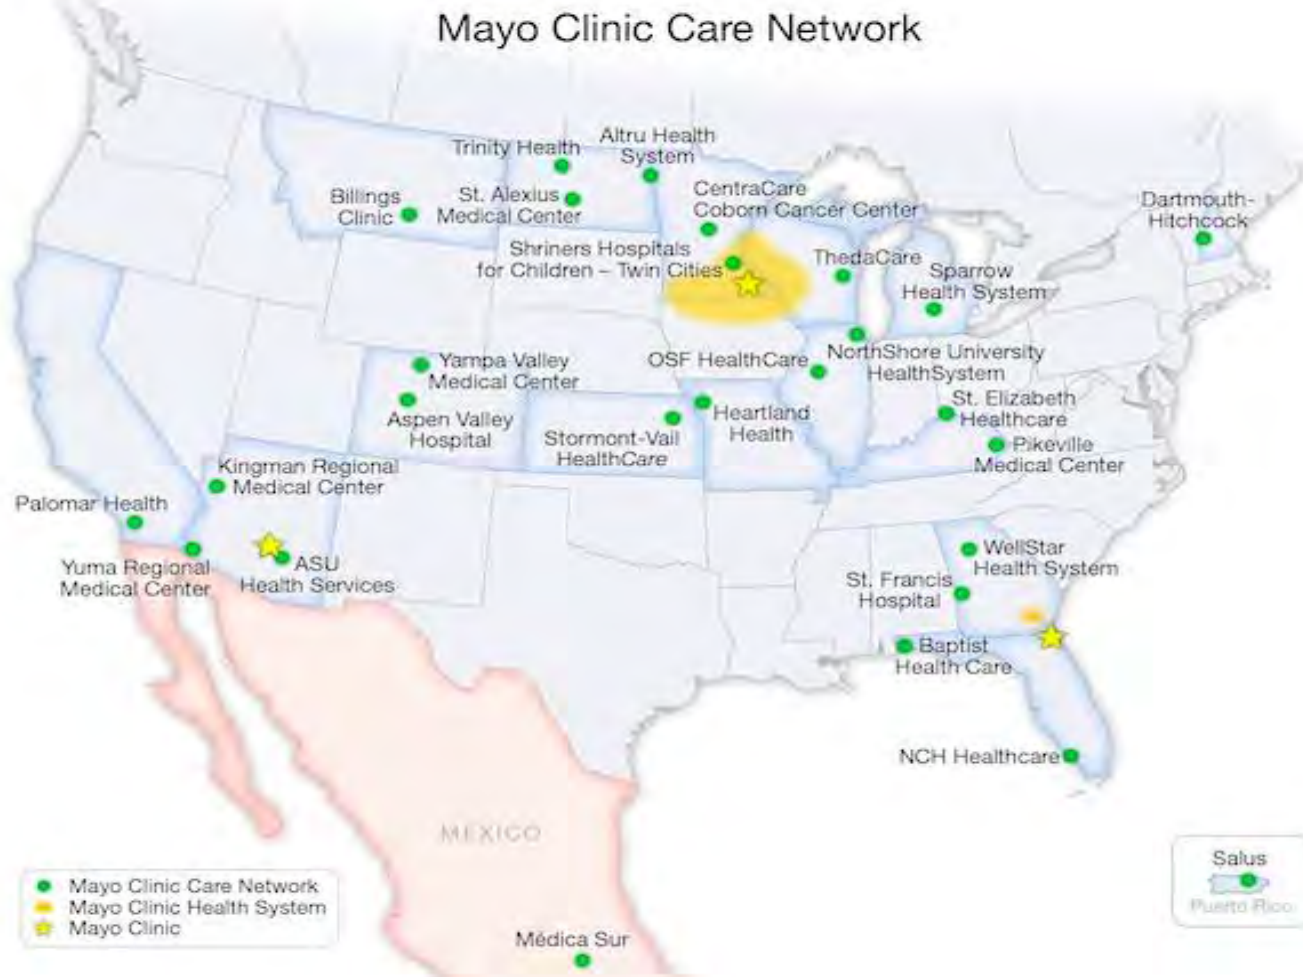 Mayo Clinic Care Network
Trinity Health
Altru Health
System
Billings
Clinic
St. Alexius
Medical Center
CentraCare
Coborn Cancer Center
Dartmouth-
Hitchcock
Shriners Hospitals
for Children – Twin Cities
ThedaCare
Sparrow
Health System
OSF HealthCare
NorthShore University
HealthSystem
Yampa Valley
Medical Center
Aspen Valley
Hospital
Stormont-Vail
HealthCare
Heartland
Health
St. Elizabeth
Healthcare
Pikeville
Medical Center
Kingman Regional
Medical Center
Palomar Health
Yuma Regional
Medical Center
ASU
Health Services
WellStar
Health System
St. Francis
Hospital
Baptist
Health Care
NCH Healthcare
MEXICO
Médica Sur
Salus
Puerto Rico
Mayo Clinic Care Network
Mayo Clinic Health System
Mayo Clinic